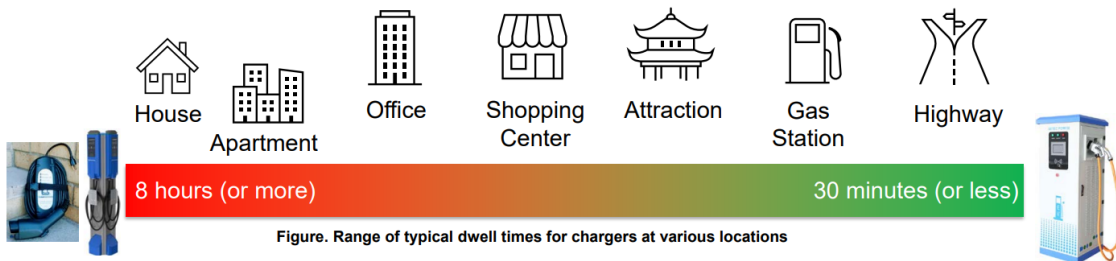 House
Apartment
Office
Shopping
Center
Attraction
Gas
Station
Highway
8 hours (or more)
30 minutes (or less)
Figure. Range of typical dwell times for chargers at various locations